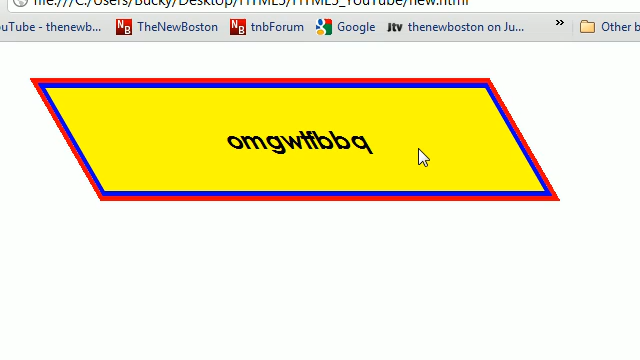 file:///C:/Users/Bucky/Desktop/HTML5/HTML5_YouTube/new.html
uTube - thenewb... TheNewBoston tnbForum Google thenewboston on Ju... » Other b
omgwtfbbq